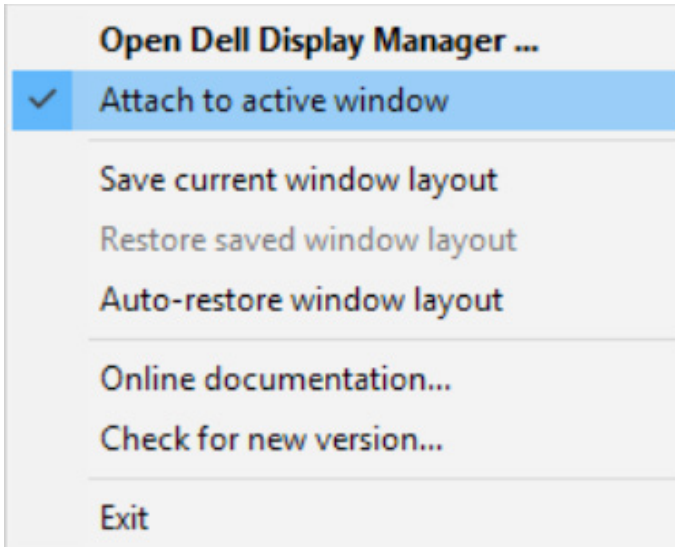 Open Dell Display Manager ...
Attach to active window
Save current window layout
Restore saved window layout
Auto-restore window layout
Online documentation...
Check for new version...
Exit